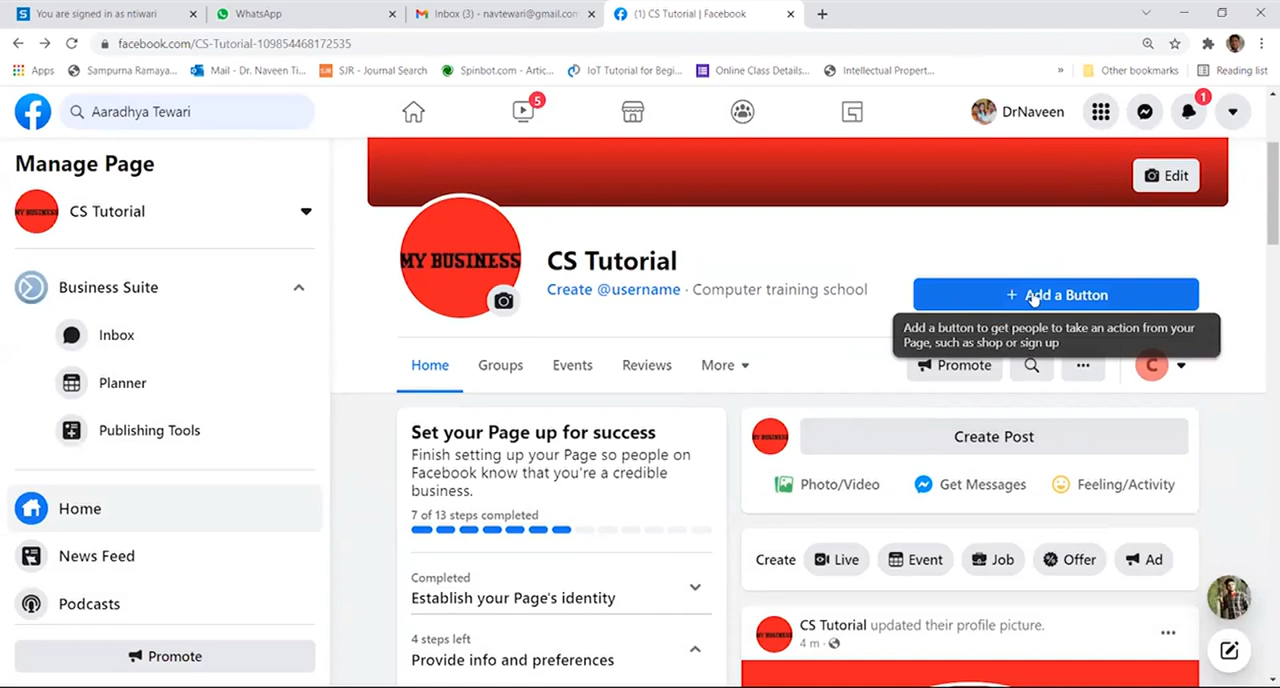 You are signed in as ntiwari
WhatsApp
Inbox (3) - navtewari@gmail.com
(1) CS Tutorial | Facebook
facebook.com/CS-Tutorial-109854468172535
Apps
Sampurna Ramaya...
Mail - Dr. Naveen Ti...
SJR - Journal Search
Spinbot.com - Artic...
IoT Tutorial for Begi...
Online Class Details...
Intellectual Propert...
»
Other bookmarks
Reading list
Aaradhya Tewari
5
DrNaveen
1
Manage Page
CS Tutorial
Business Suite
Inbox
Planner
Publishing Tools
Home
News Feed
Podcasts
Promote
Edit
MY BUSINESS
CS Tutorial
Create @username · Computer training school
+ Add a Button
Add a button to get people to take an action from your
Page, such as shop or sign up
Home Groups Events Reviews More
Promote
C
Set your Page up for success
Finish setting up your Page so people on
Facebook know that you're a credible
business.
7 of 13 steps completed
Completed
Establish your Page's identity
4 steps left
Provide info and preferences
Create Post
Photo/Video
Get Messages
Feeling/Activity
Create
Live
Event
Job
Offer
Ad
CS Tutorial updated their profile picture.
4 m ·